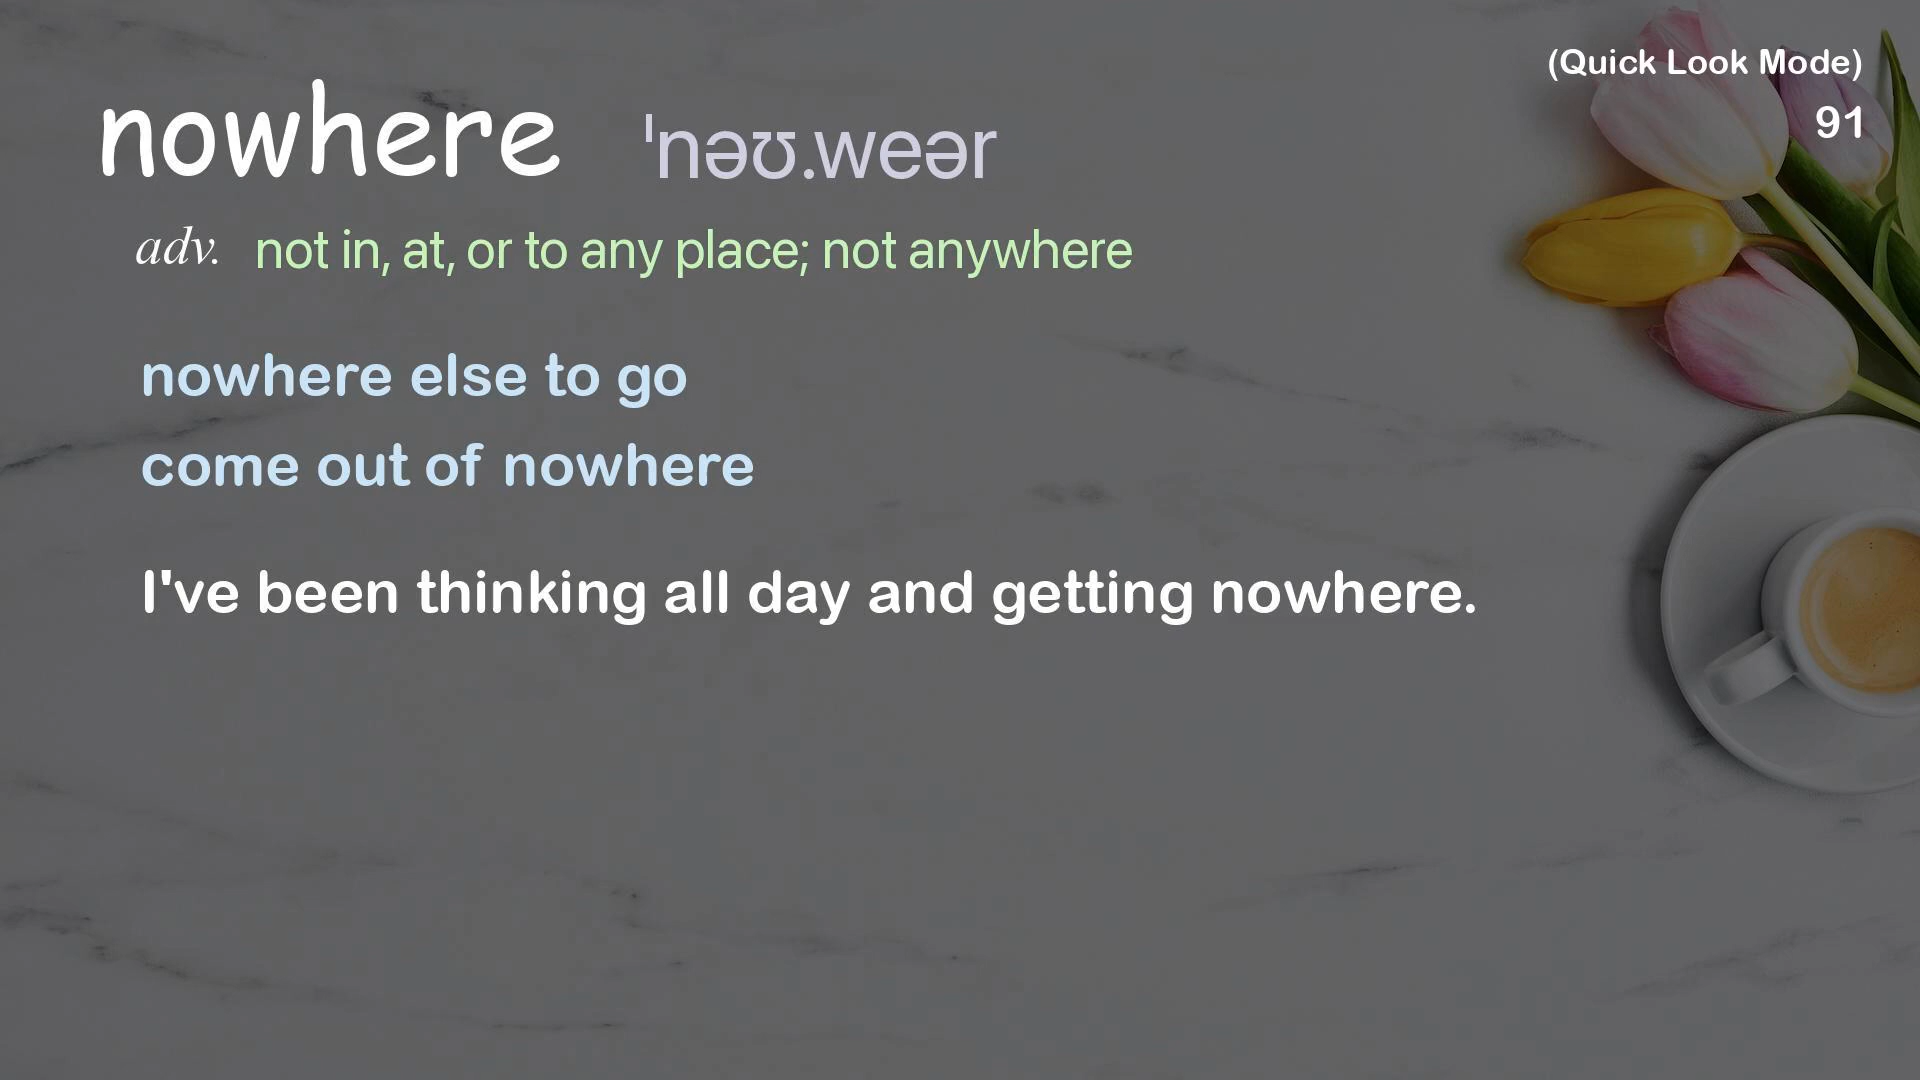 (Quick Look Mode)
91
nowhere ˈnəʊ.weər
adv. not in, at, or to any place; not anywhere
nowhere else to go
come out of nowhere
I've been thinking all day and getting nowhere.